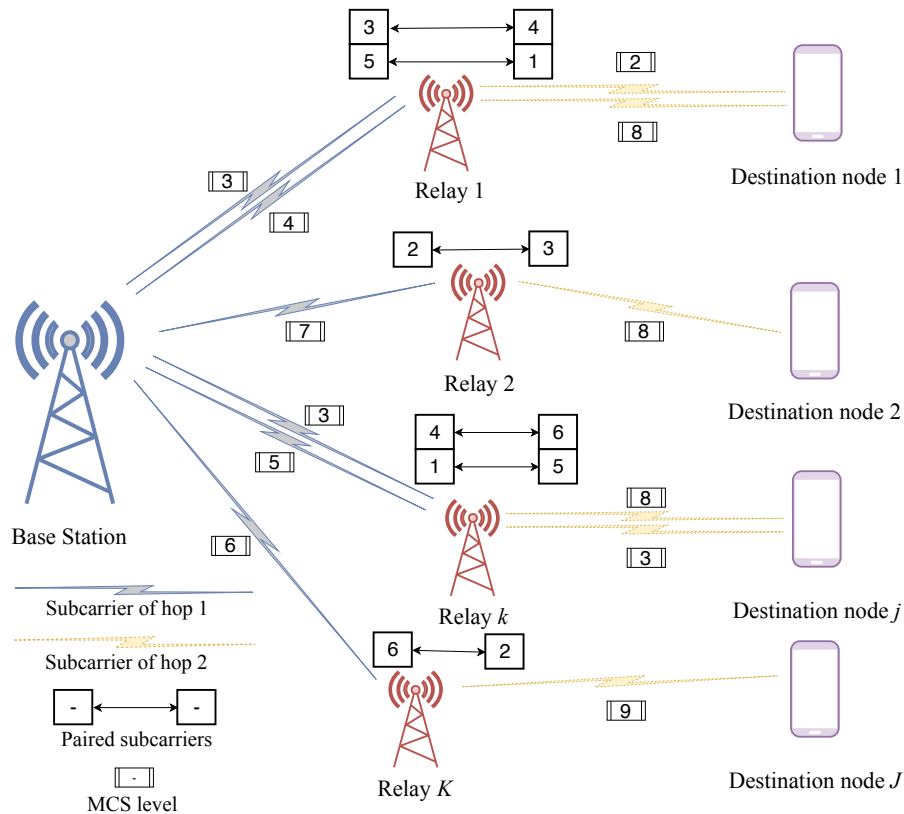 3
4
5
1
2
8
3
4
Relay 1
Destination node 1
2
3
7
8
Relay 2
Destination node 2
3
5
4
6
1
5
8
3
Base Station
6
Relay k
Destination node j
Subcarrier of hop 1
Subcarrier of hop 2
6
2
9
- -
Paired subcarriers
-
MCS level
Relay K
Destination node J